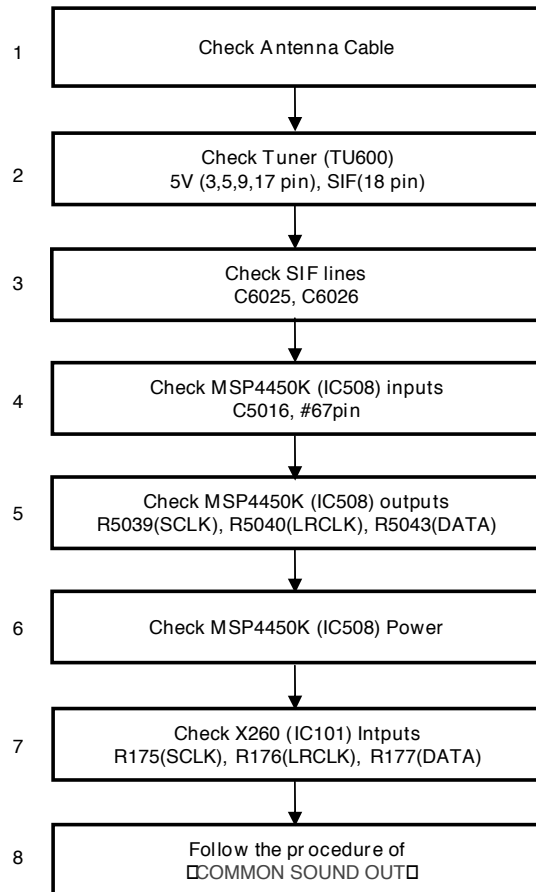 1
Check Antenna Cable
2
Check Tuner (TU600)
5V (3,5,9,17 pin), SIF(18 pin)
3
Check SIF lines
C6025, C6026
4
Check MSP4450K (IC508) inputs
C5016, #67pin
5
Check MSP4450K (IC508) outputs
R5039(SCLK), R5040(LRCLK), R5043(DATA)
6
Check MSP4450K (IC508) Power
7
Check X260 (IC101) Intputs
R175(SCLK), R176(LRCLK), R177(DATA)
8
Follow the procedure of
□COMMON SOUND OUT□